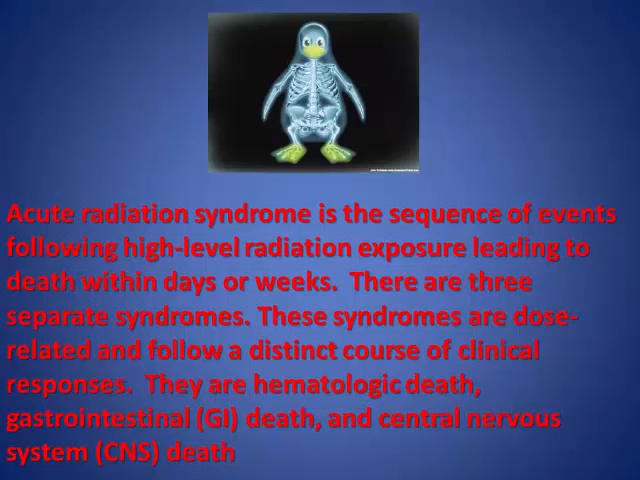 Acute radiation syndrome is the sequence of events
following high-level radiation exposure leading to
death within days or weeks.  There are three
separate syndromes. These syndromes are dose-
related and follow a distinct course of clinical
responses.  They are hematologic death,
gastrointestinal (GI) death, and central nervous
system (CNS) death